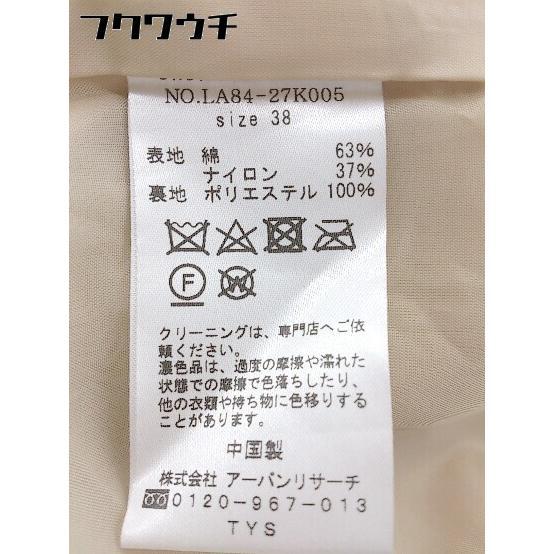 フクワウチ
NO.LA84-27K005
size 38
表地 綿 63%
ナイロン 37%
裏地 ポリエステル 100%
F
W
クリーニングは、専門店へご依
頼ください。
濃色品は、過度の摩擦や濡れた
状態での摩擦で色落ちしたり、
他の衣類や持ち物に色移りする
ことがあります。
中国製
株式会社 アーバンリサーチ
0120-967-013
TYS